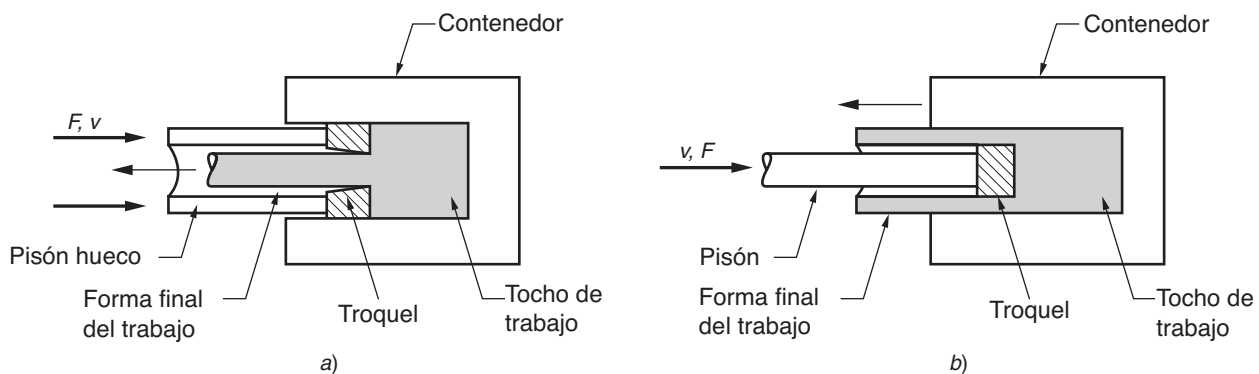 Contenedor
F, v
Pisón hueco
Forma final
del trabajo
Troquel
Tocho de
trabajo
a)
Contenedor
v, F
Pisón
Forma final
del trabajo
Troquel
Tocho de
trabajo
b)